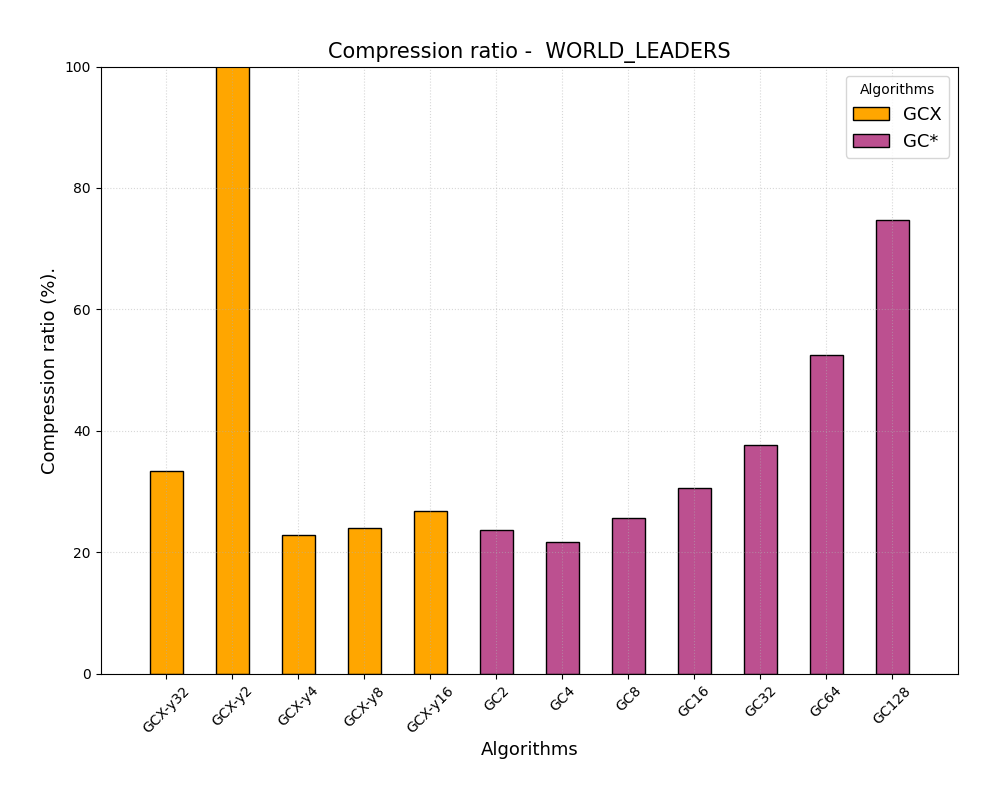 Compression ratio -  WORLD_LEADERS
Algorithms
GCX
GC*
Compression ratio (%).
100
80
60
40
20
0
GCX-y32
GCX-y2
GCX-y4
GCX-y8
GCX-y16
GC2
GC4
GC8
GC16
GC32
GC64
GC128
Algorithms